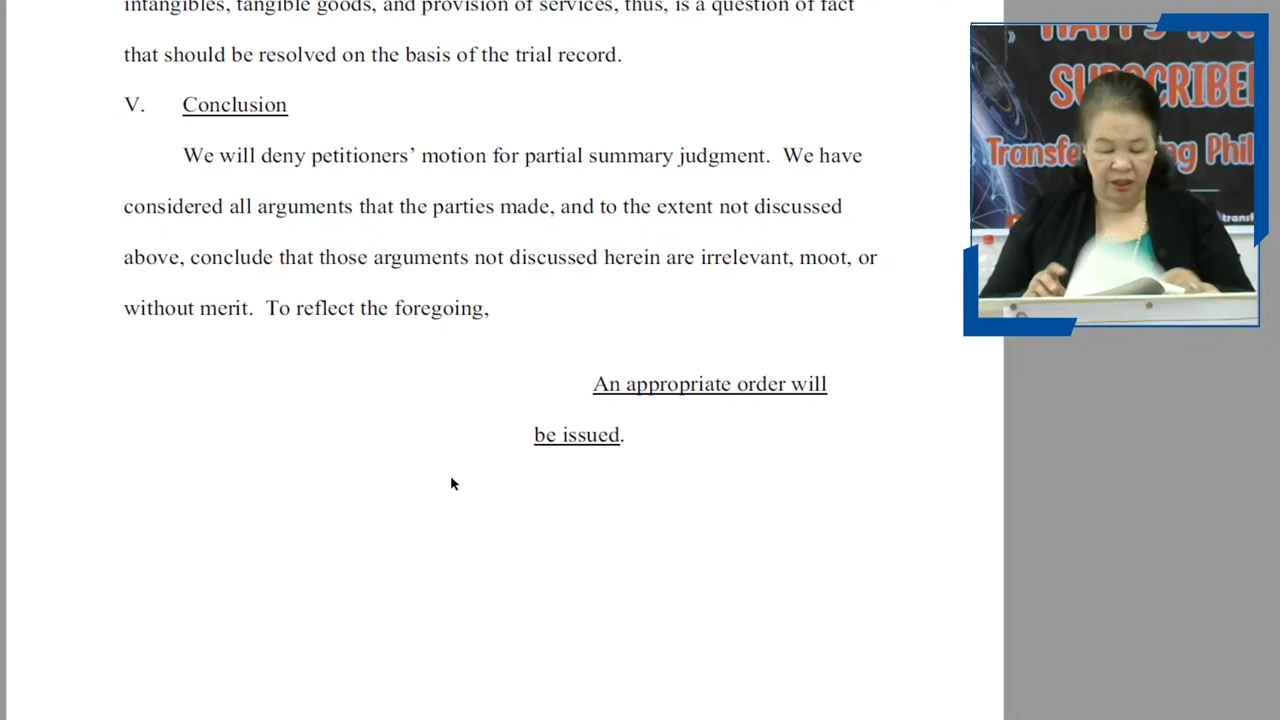 intangibles, tangible goods, and provision of services, thus, is a question of fact
that should be resolved on the basis of the trial record.
V. Conclusion
We will deny petitioners’ motion for partial summary judgment. We have
considered all arguments that the parties made, and to the extent not discussed
above, conclude that those arguments not discussed herein are irrelevant, moot, or
without merit. To reflect the foregoing,
An appropriate order will
be issued.